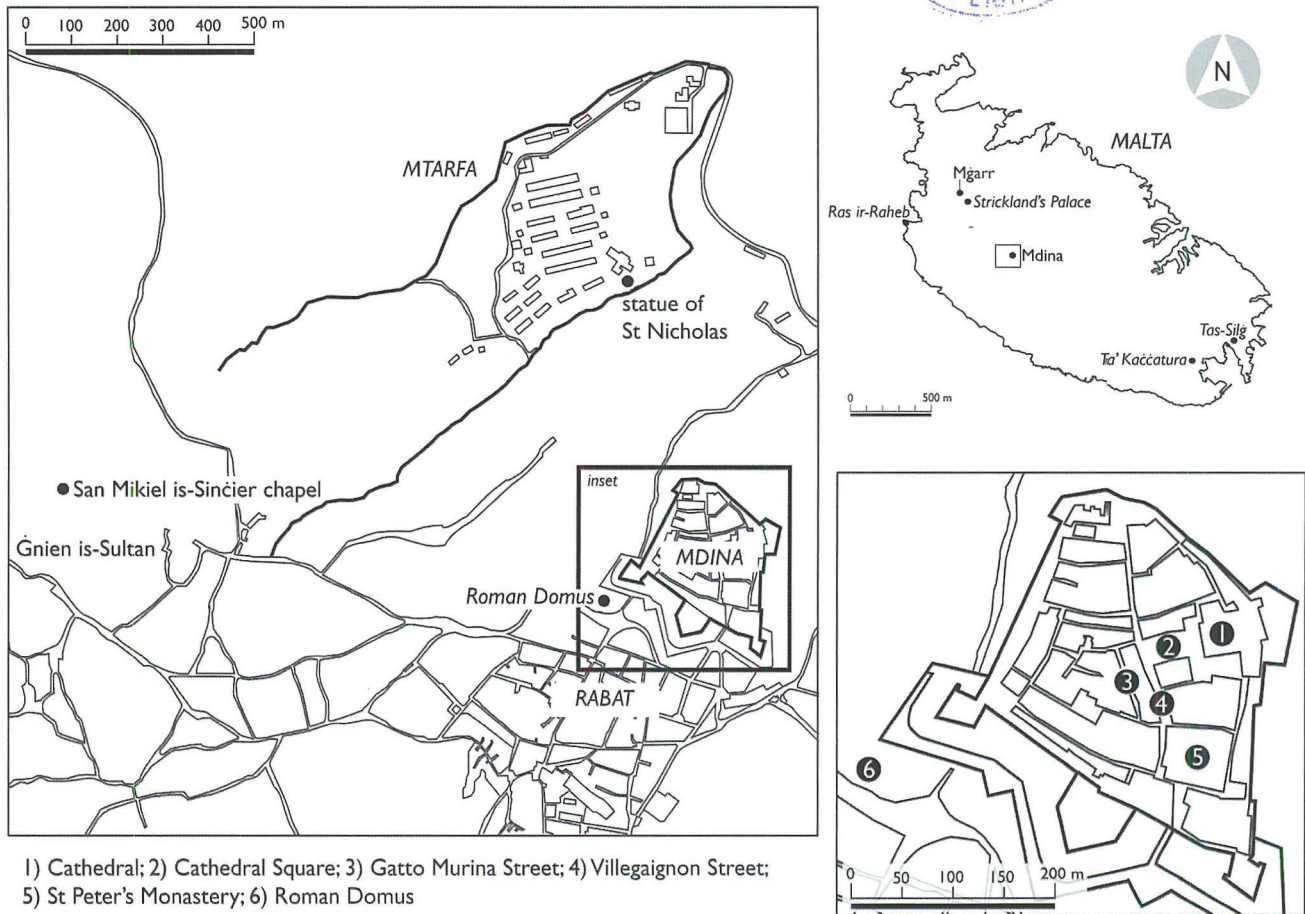 0 100 200 300 400 500 m
MTARFA
statue of
St Nicholas
San Mikiel is-Sinċier chapel
Ġnien is-Sultan
inset
MDINA
Roman Domus
RABAT
N
MALTA
Mġarr
Strickland's Palace
Ras ir-Raheb
Mdina
Tas-Silġ
Ta' Kaċċatura
0 500 m
1
2
3
4
5
6
0 50 100 150 200 m
1) Cathedral; 2) Cathedral Square; 3) Gatto Murina Street; 4) Villegaignon Street;
5) St Peter's Monastery; 6) Roman Domus